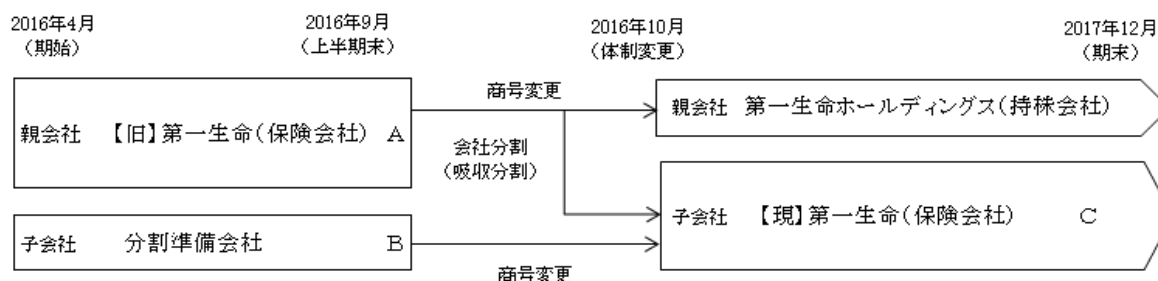 2016年4月
（期始）
2016年9月
（上半期末）
2016年10月
（体制変更）
2017年12月
（期末）
親会社 【旧】第一生命（保険会社） A
商号変更
親会社 第一生命ホールディングス（持株会社）
会社分割
（吸収分割）
子会社 分割準備会社 B
商号変更
子会社 【現】第一生命（保険会社） C